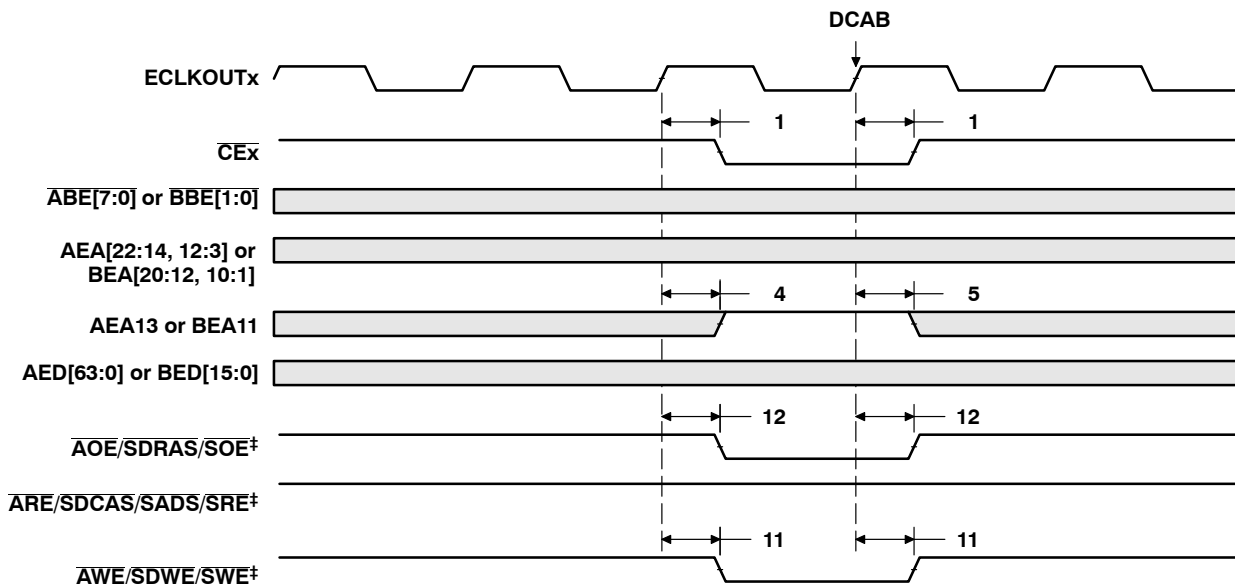 DCAB
ECLKOUTx
1 1
CEx
ABE[7:0] or BBE[1:0]
AEA[22:14, 12:3] or
BEA[20:12, 10:1]
4 5
AEA13 or BEA11
AED[63:0] or BED[15:0]
12 12
AOE/SDRAS/SOE‡
ARE/SDCAS/SADS/SRE‡
11 11
AWE/SDWE/SWE‡